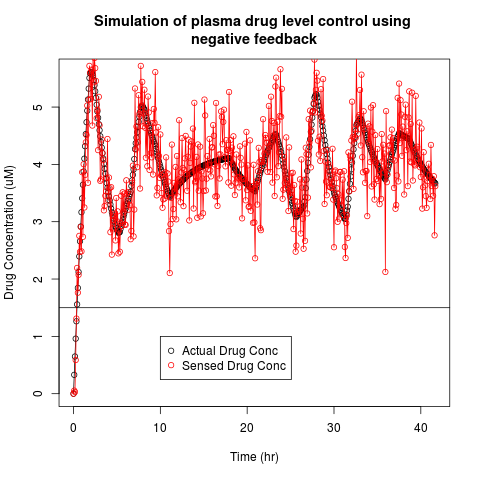 Simulation of plasma drug level control using
negative feedback
Drug Concentration (uM)
5
4
3
2
1
0
Actual Drug Conc
Sensed Drug Conc
0 10 20 30 40
Time (hr)